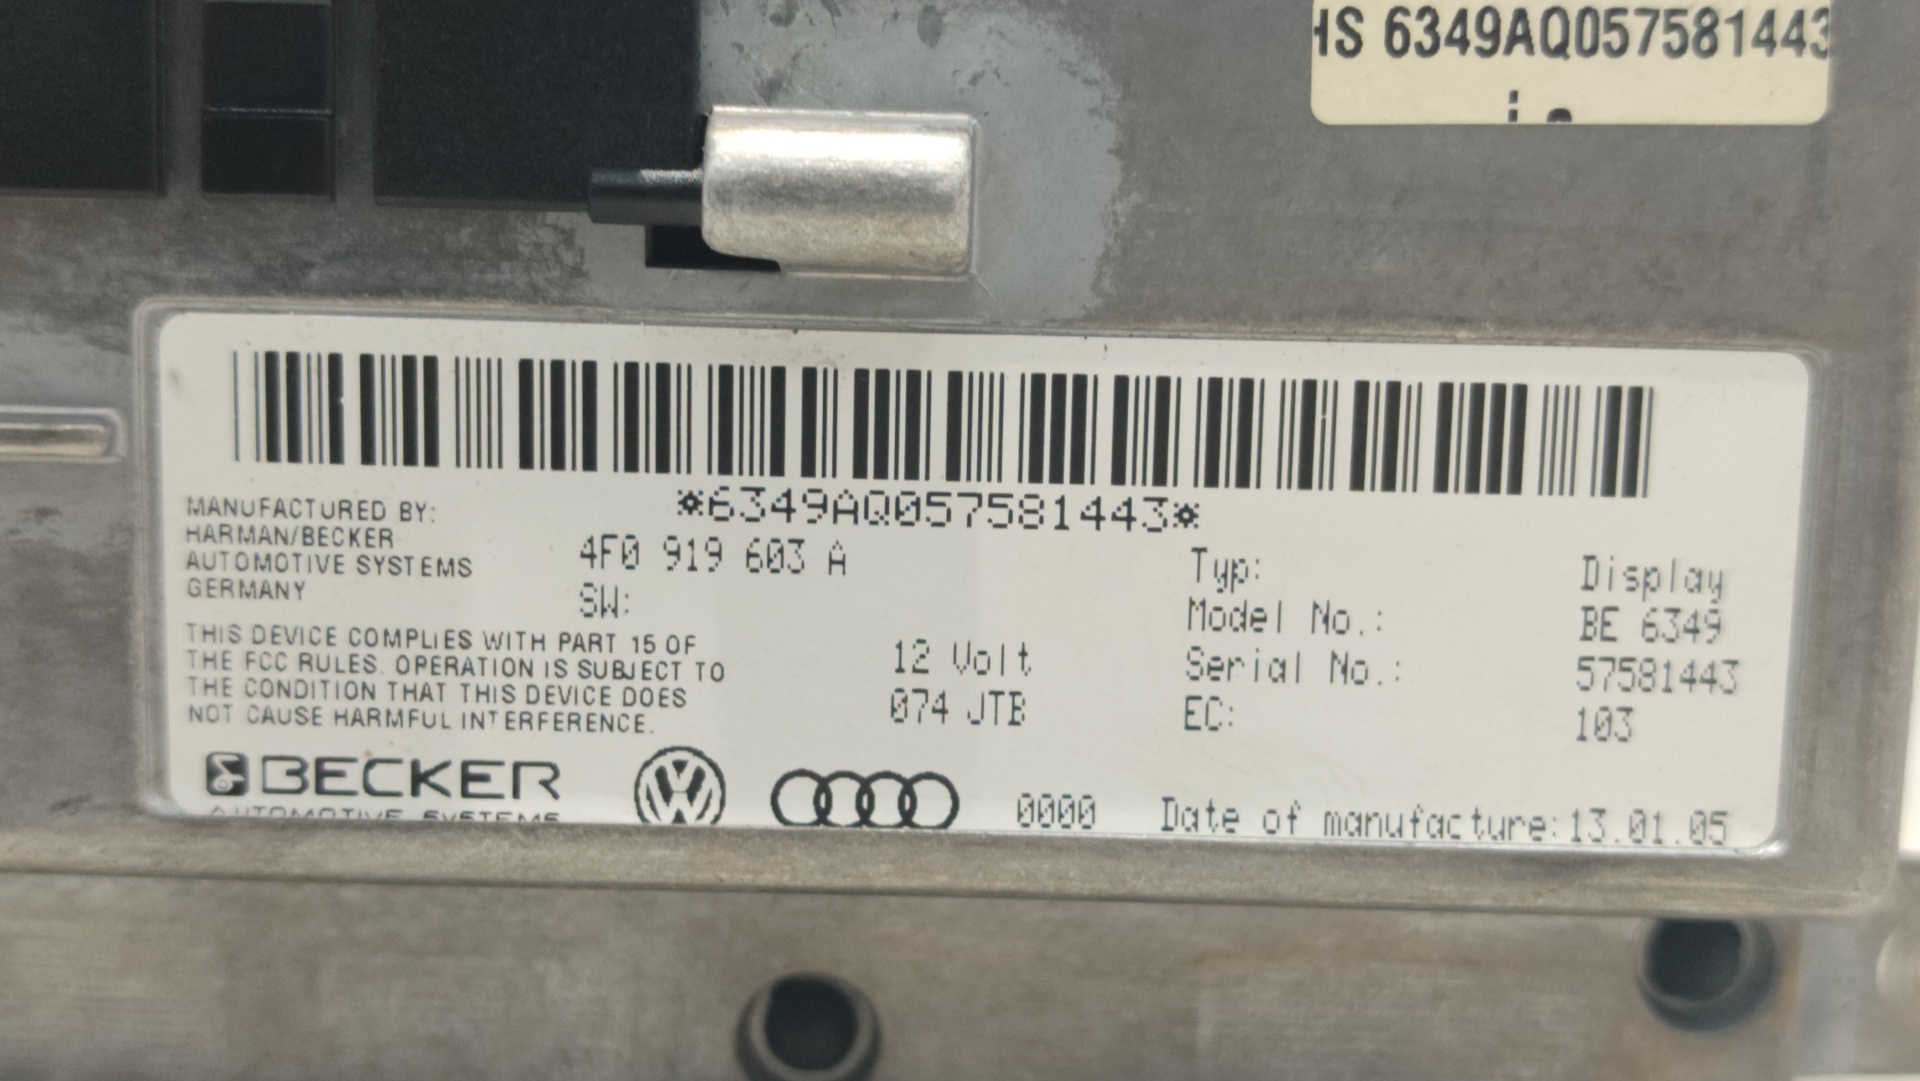 HS 6349AQ057581443
*6349AQ057581443*
MANUFACTURED BY:
HARMAN/BECKER
AUTOMOTIVE SYSTEMS
GERMANY
4F0 919 603 A
SW:
THIS DEVICE COMPLIES WITH PART 15 OF
THE FCC RULES. OPERATION IS SUBJECT TO
THE CONDITION THAT THIS DEVICE DOES
NOT CAUSE HARMFUL INTERFERENCE.
12 Volt
074 JTB
Typ: Display
Model No.: BE 6349
Serial No.: 57581443
EC: 103
BECKER
AUTOMOTIVE SYSTEMS
0000 Date of manufacture: 13.01.05